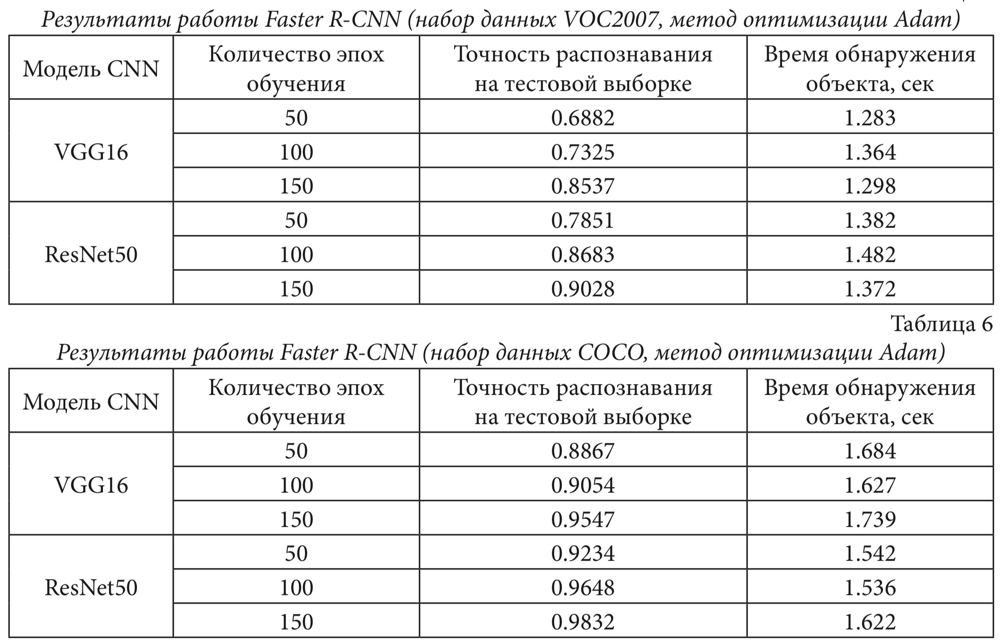 Результаты работы Faster R-CNN (набор данных VOC2007, метод оптимизации Adam)
Модель CNN
Количество эпох
обучения
Точность распознавания
на тестовой выборке
Время обнаружения
объекта, сек
VGG16
50 0.6882 1.283
100 0.7325 1.364
150 0.8537 1.298
ResNet50
50 0.7851 1.382
100 0.8683 1.482
150 0.9028 1.372
Таблица 6
Результаты работы Faster R-CNN (набор данных COCO, метод оптимизации Adam)
Модель CNN
Количество эпох
обучения
Точность распознавания
на тестовой выборке
Время обнаружения
объекта, сек
VGG16
50 0.8867 1.684
100 0.9054 1.627
150 0.9547 1.739
ResNet50
50 0.9234 1.542
100 0.9648 1.536
150 0.9832 1.622